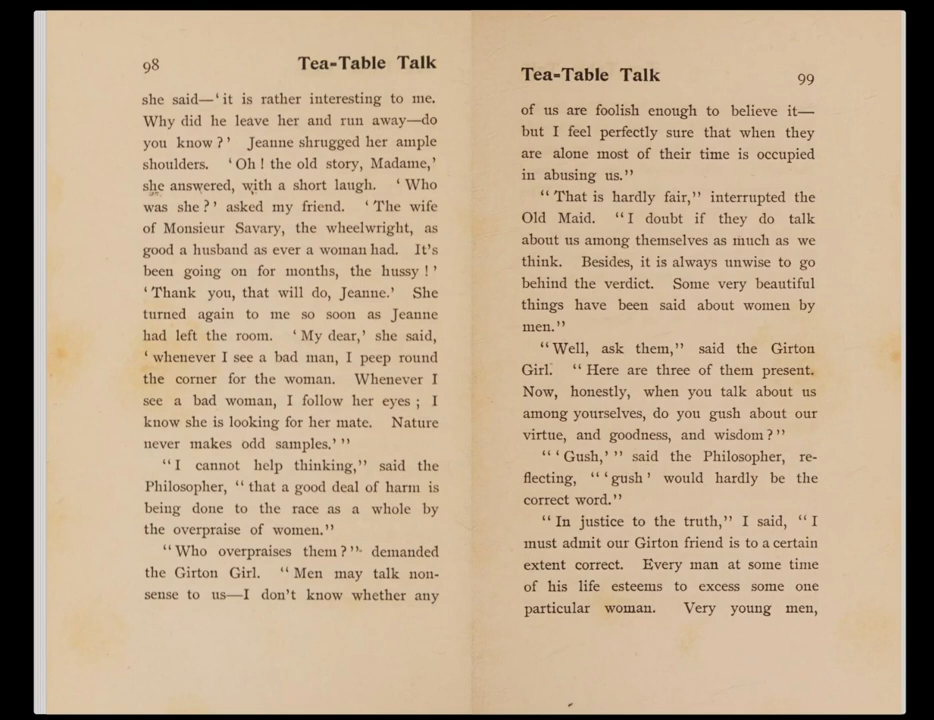 98
Tea-Table Talk
she said—‘it is rather interesting to me.
Why did he leave her and run away—do
you know?’ Jeanne shrugged her ample
shoulders. ‘Oh! the old story, Madame,’
she answered, with a short laugh. ‘Who
was she?’ asked my friend. ‘The wife
of Monsieur Savary, the wheelwright, as
good a husband as ever a woman had. It’s
been going on for months, the hussy!’
‘Thank you, that will do, Jeanne.’ She
turned again to me so soon as Jeanne
had left the room. ‘My dear,’ she said,
‘whenever I see a bad man, I peep round
the corner for the woman. Whenever I
see a bad woman, I follow her eyes; I
know she is looking for her mate. Nature
never makes odd samples.’”
“I cannot help thinking,” said the
Philosopher, “that a good deal of harm is
being done to the race as a whole by
the overpraise of women.”
“Who overpraises them?” demanded
the Girton Girl. “Men may talk non-
sense to us—I don’t know whether any
Tea-Table Talk
99
of us are foolish enough to believe it—
but I feel perfectly sure that when they
are alone most of their time is occupied
in abusing us.”
“That is hardly fair,” interrupted the
Old Maid. “I doubt if they do talk
about us among themselves as much as we
think. Besides, it is always unwise to go
behind the verdict. Some very beautiful
things have been said about women by
men.”
“Well, ask them,” said the Girton
Girl. “Here are three of them present.
Now, honestly, when you talk about us
among yourselves, do you gush about our
virtue, and goodness, and wisdom?”
“‘Gush,’” said the Philosopher, re-
flecting, “‘gush’ would hardly be the
correct word.”
“In justice to the truth,” I said, “I
must admit our Girton friend is to a certain
extent correct. Every man at some time
of his life esteems to excess some one
particular woman. Very young men,